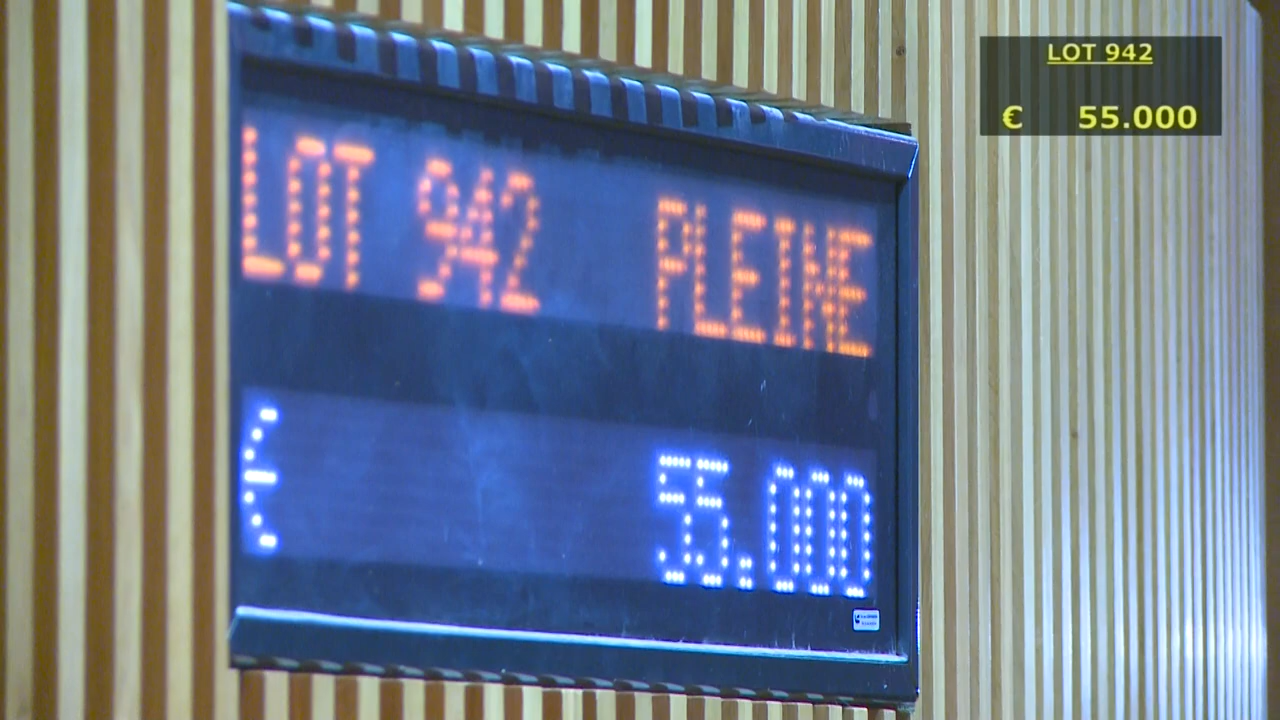 LOT 942
€ 55.000
LOT 942 PLEINE
€ 55.000